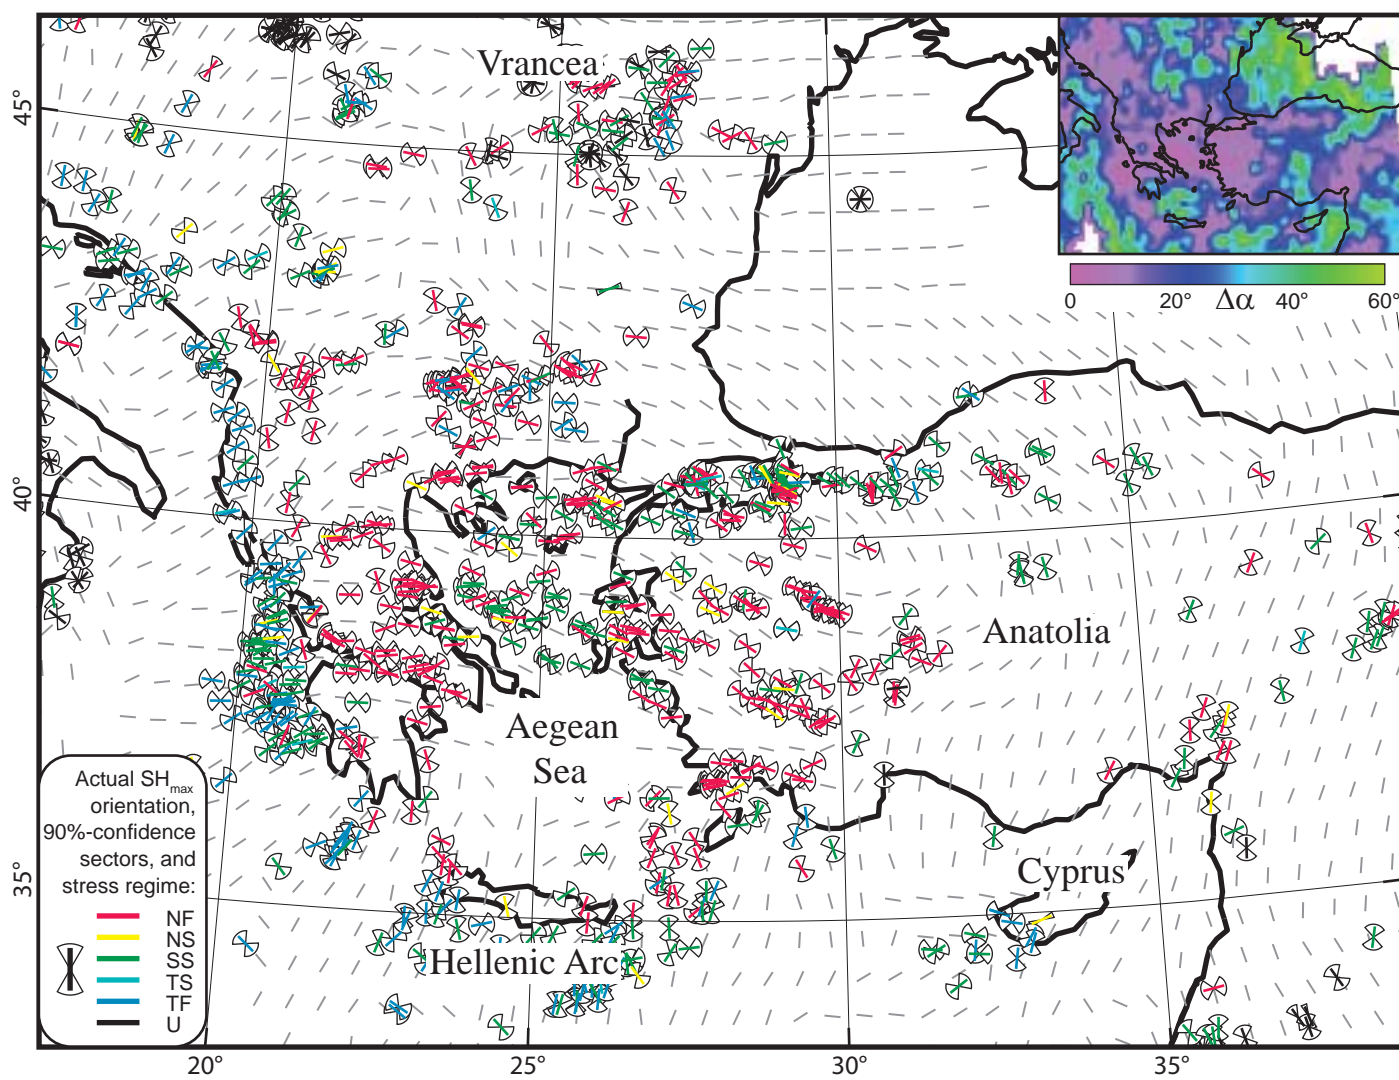 Vrancea
45°
0 20° Δα 40° 60°
40°
Anatolia
Aegean
Sea
Actual SHmax
orientation,
90%-confidence
sectors, and
stress regime:
NF
NS
SS
TS
TF
U
35°
Cyprus
Hellenic Arc
20° 25° 30° 35°